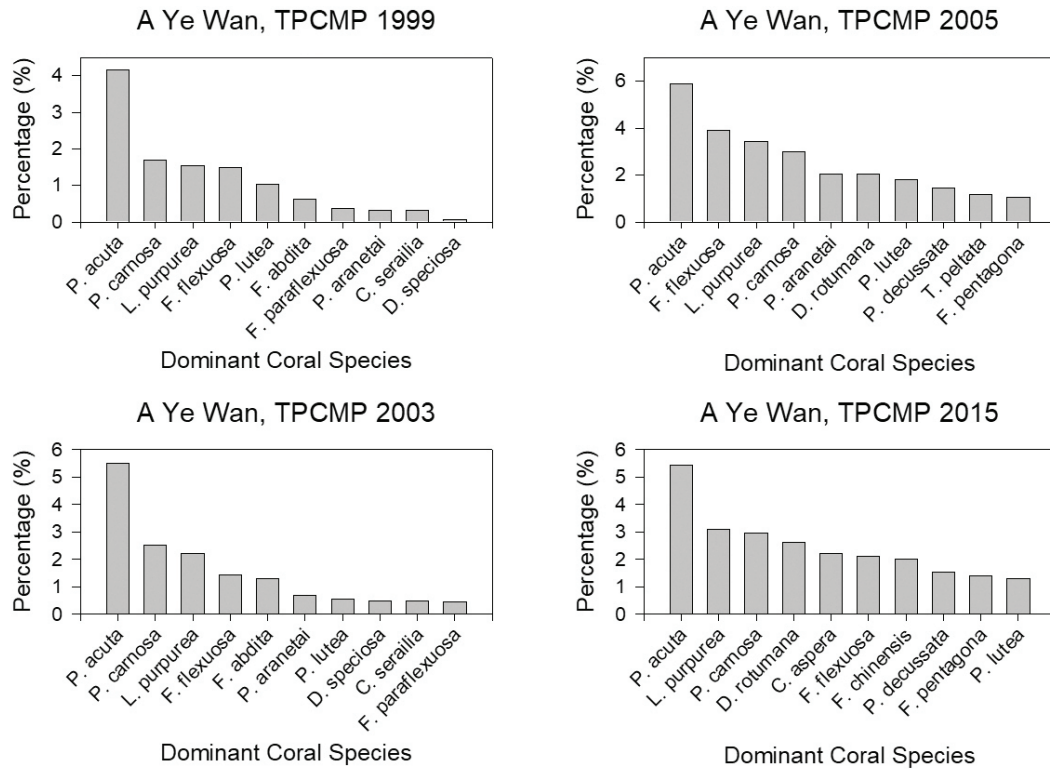 A Ye Wan, TPCMP 1999
Percentage (%)
4
3
2
1
0
P. acuta
P. carnosa
L. purpurea
F. flexuosa
P. lutea
F. abdita
F. paraflexuosa
P. aranetai
C. serailia
D. speciosa
Dominant Coral Species
A Ye Wan, TPCMP 2005
Percentage (%)
6
4
2
0
P. acuta
F. flexuosa
L. purpurea
P. carnosa
P. aranetai
D. rotumana
P. lutea
P. decussata
T. peltata
F. pentagona
Dominant Coral Species
A Ye Wan, TPCMP 2003
Percentage (%)
6
5
4
3
2
1
0
P. acuta
P. carnosa
L. purpurea
F. flexuosa
F. abdita
P. aranetai
P. lutea
D. speciosa
C. serailia
F. paraflexuosa
Dominant Coral Species
A Ye Wan, TPCMP 2015
Percentage (%)
6
5
4
3
2
1
0
P. acuta
L. purpurea
P. carnosa
D. rotumana
C. aspera
F. flexuosa
F. chinensis
P. decussata
F. pentagona
P. lutea
Dominant Coral Species